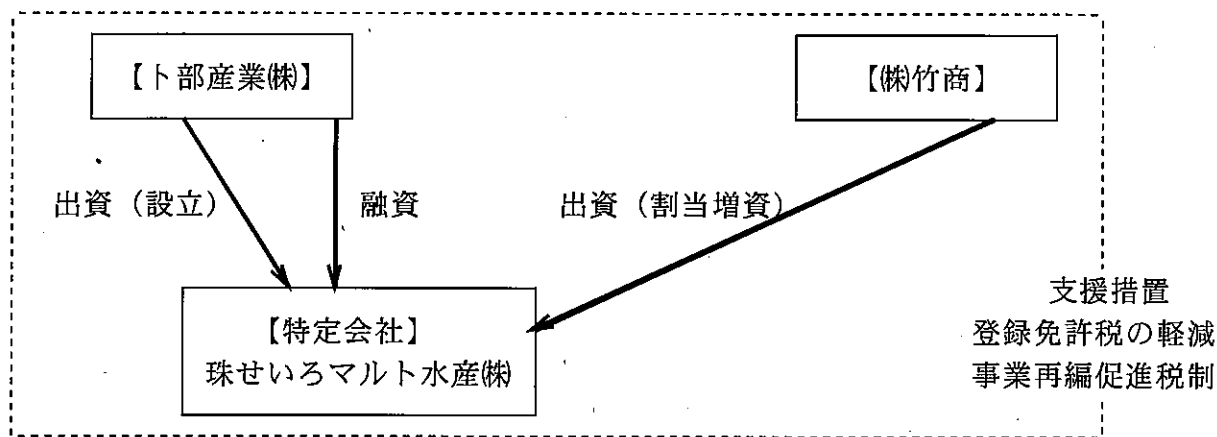 【卜部産業㈱】
【㈱竹商】
出資（設立）
融資
出資（割当増資）
【特定会社】
珠せいろマルト水産㈱
支援措置
登録免許税の軽減
事業再編促進税制